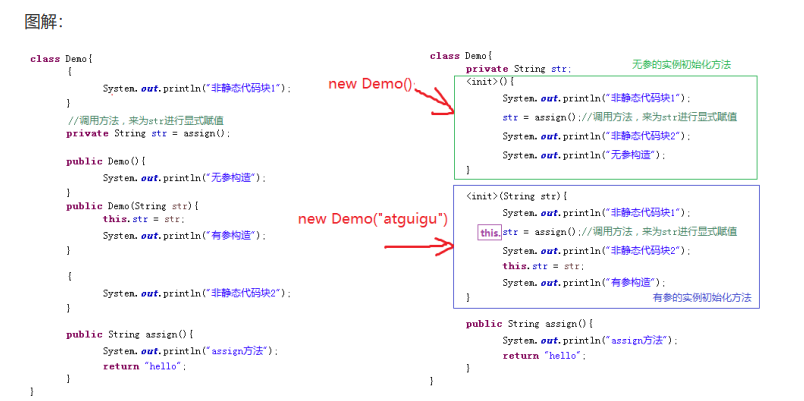 图解：
class Demo{
{
System.out.println("非静态代码块1");
}
//调用方法，来为str进行显式赋值
private String str = assign();
public Demo(){
System.out.println("无参构造");
}
public Demo(String str){
this.str = str;
System.out.println("有参构造");
}
{
System.out.println("非静态代码块2");
}
public String assign(){
System.out.println("assign方法");
return "hello";
}
}
new Demo();
new Demo("atguigu")
class Demo{
private String str;
无参的实例初始化方法
<init>(){
System.out.println("非静态代码块1");
str = assign();//调用方法，来为str进行显式赋值
System.out.println("非静态代码块2");
System.out.println("无参构造");
}
<init>(String str){
System.out.println("非静态代码块1");
this.str = assign();//调用方法，来为str进行显式赋值
System.out.println("非静态代码块2");
this.str = str;
System.out.println("有参构造");
}
有参的实例初始化方法
public String assign(){
System.out.println("assign方法");
return "hello";
}
}